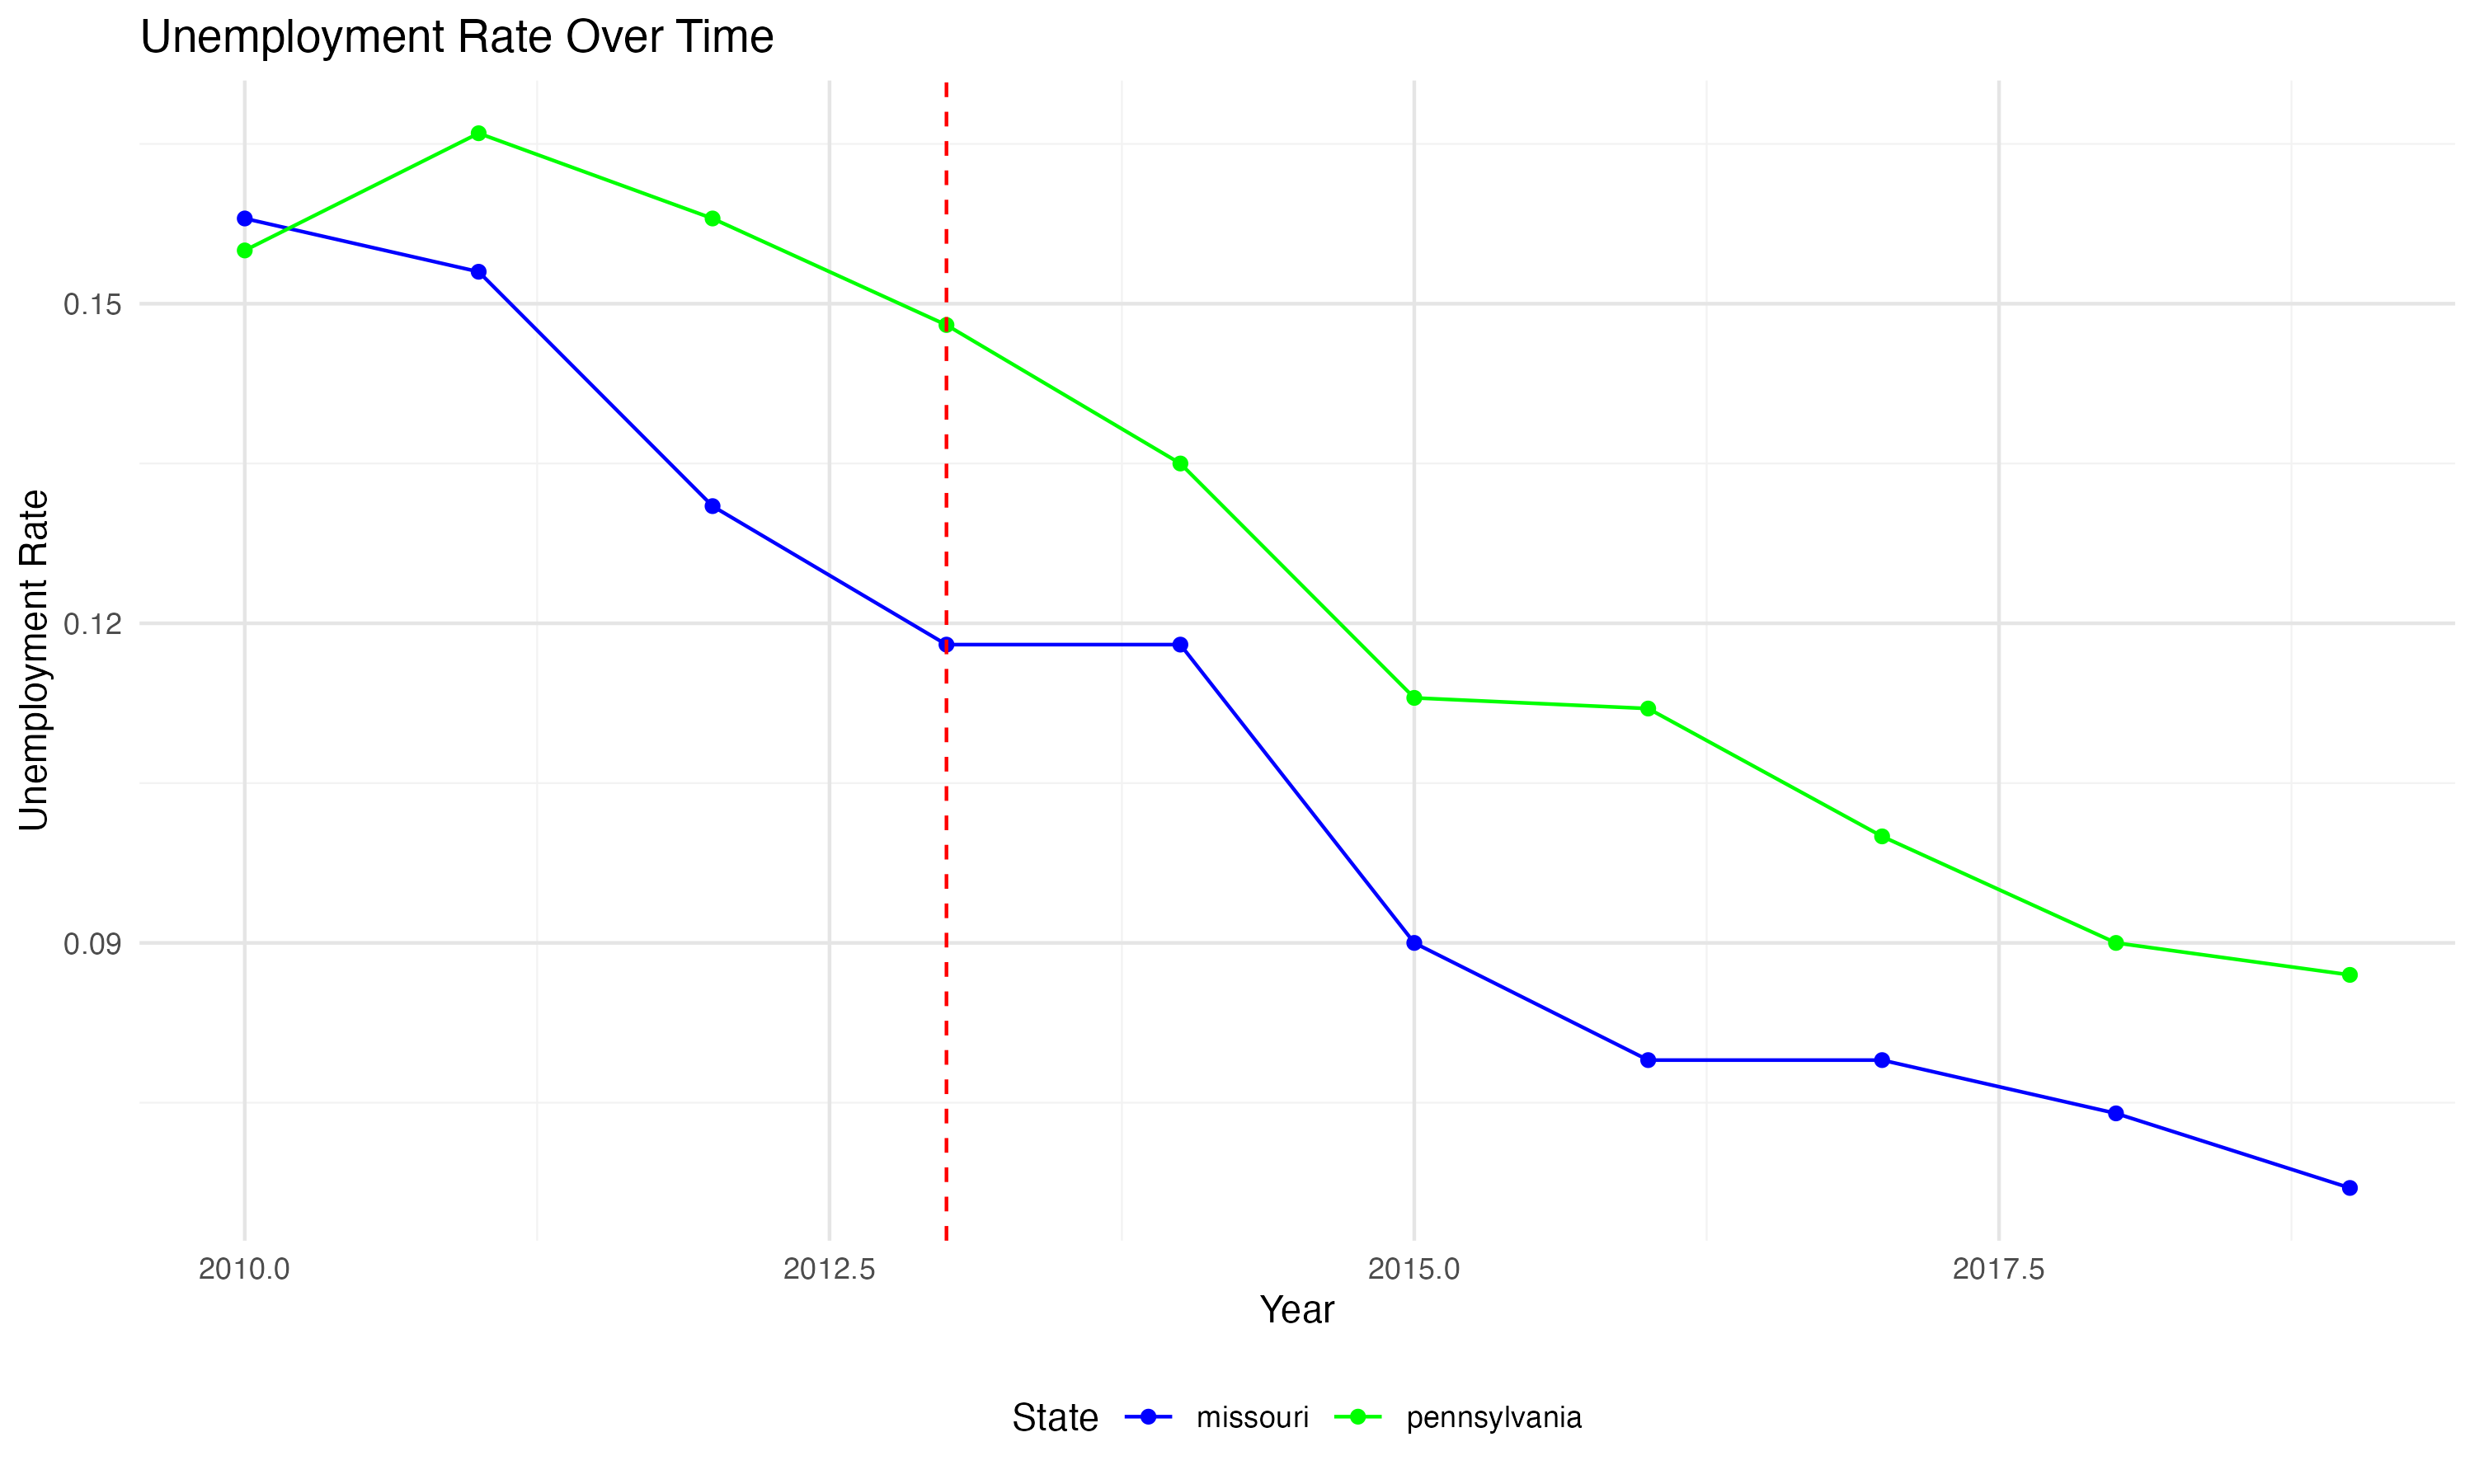 Unemployment Rate Over Time
Unemployment Rate
0.15
0.12
0.09
2010.0 2012.5 2015.0 2017.5
Year
State missouri pennsylvania